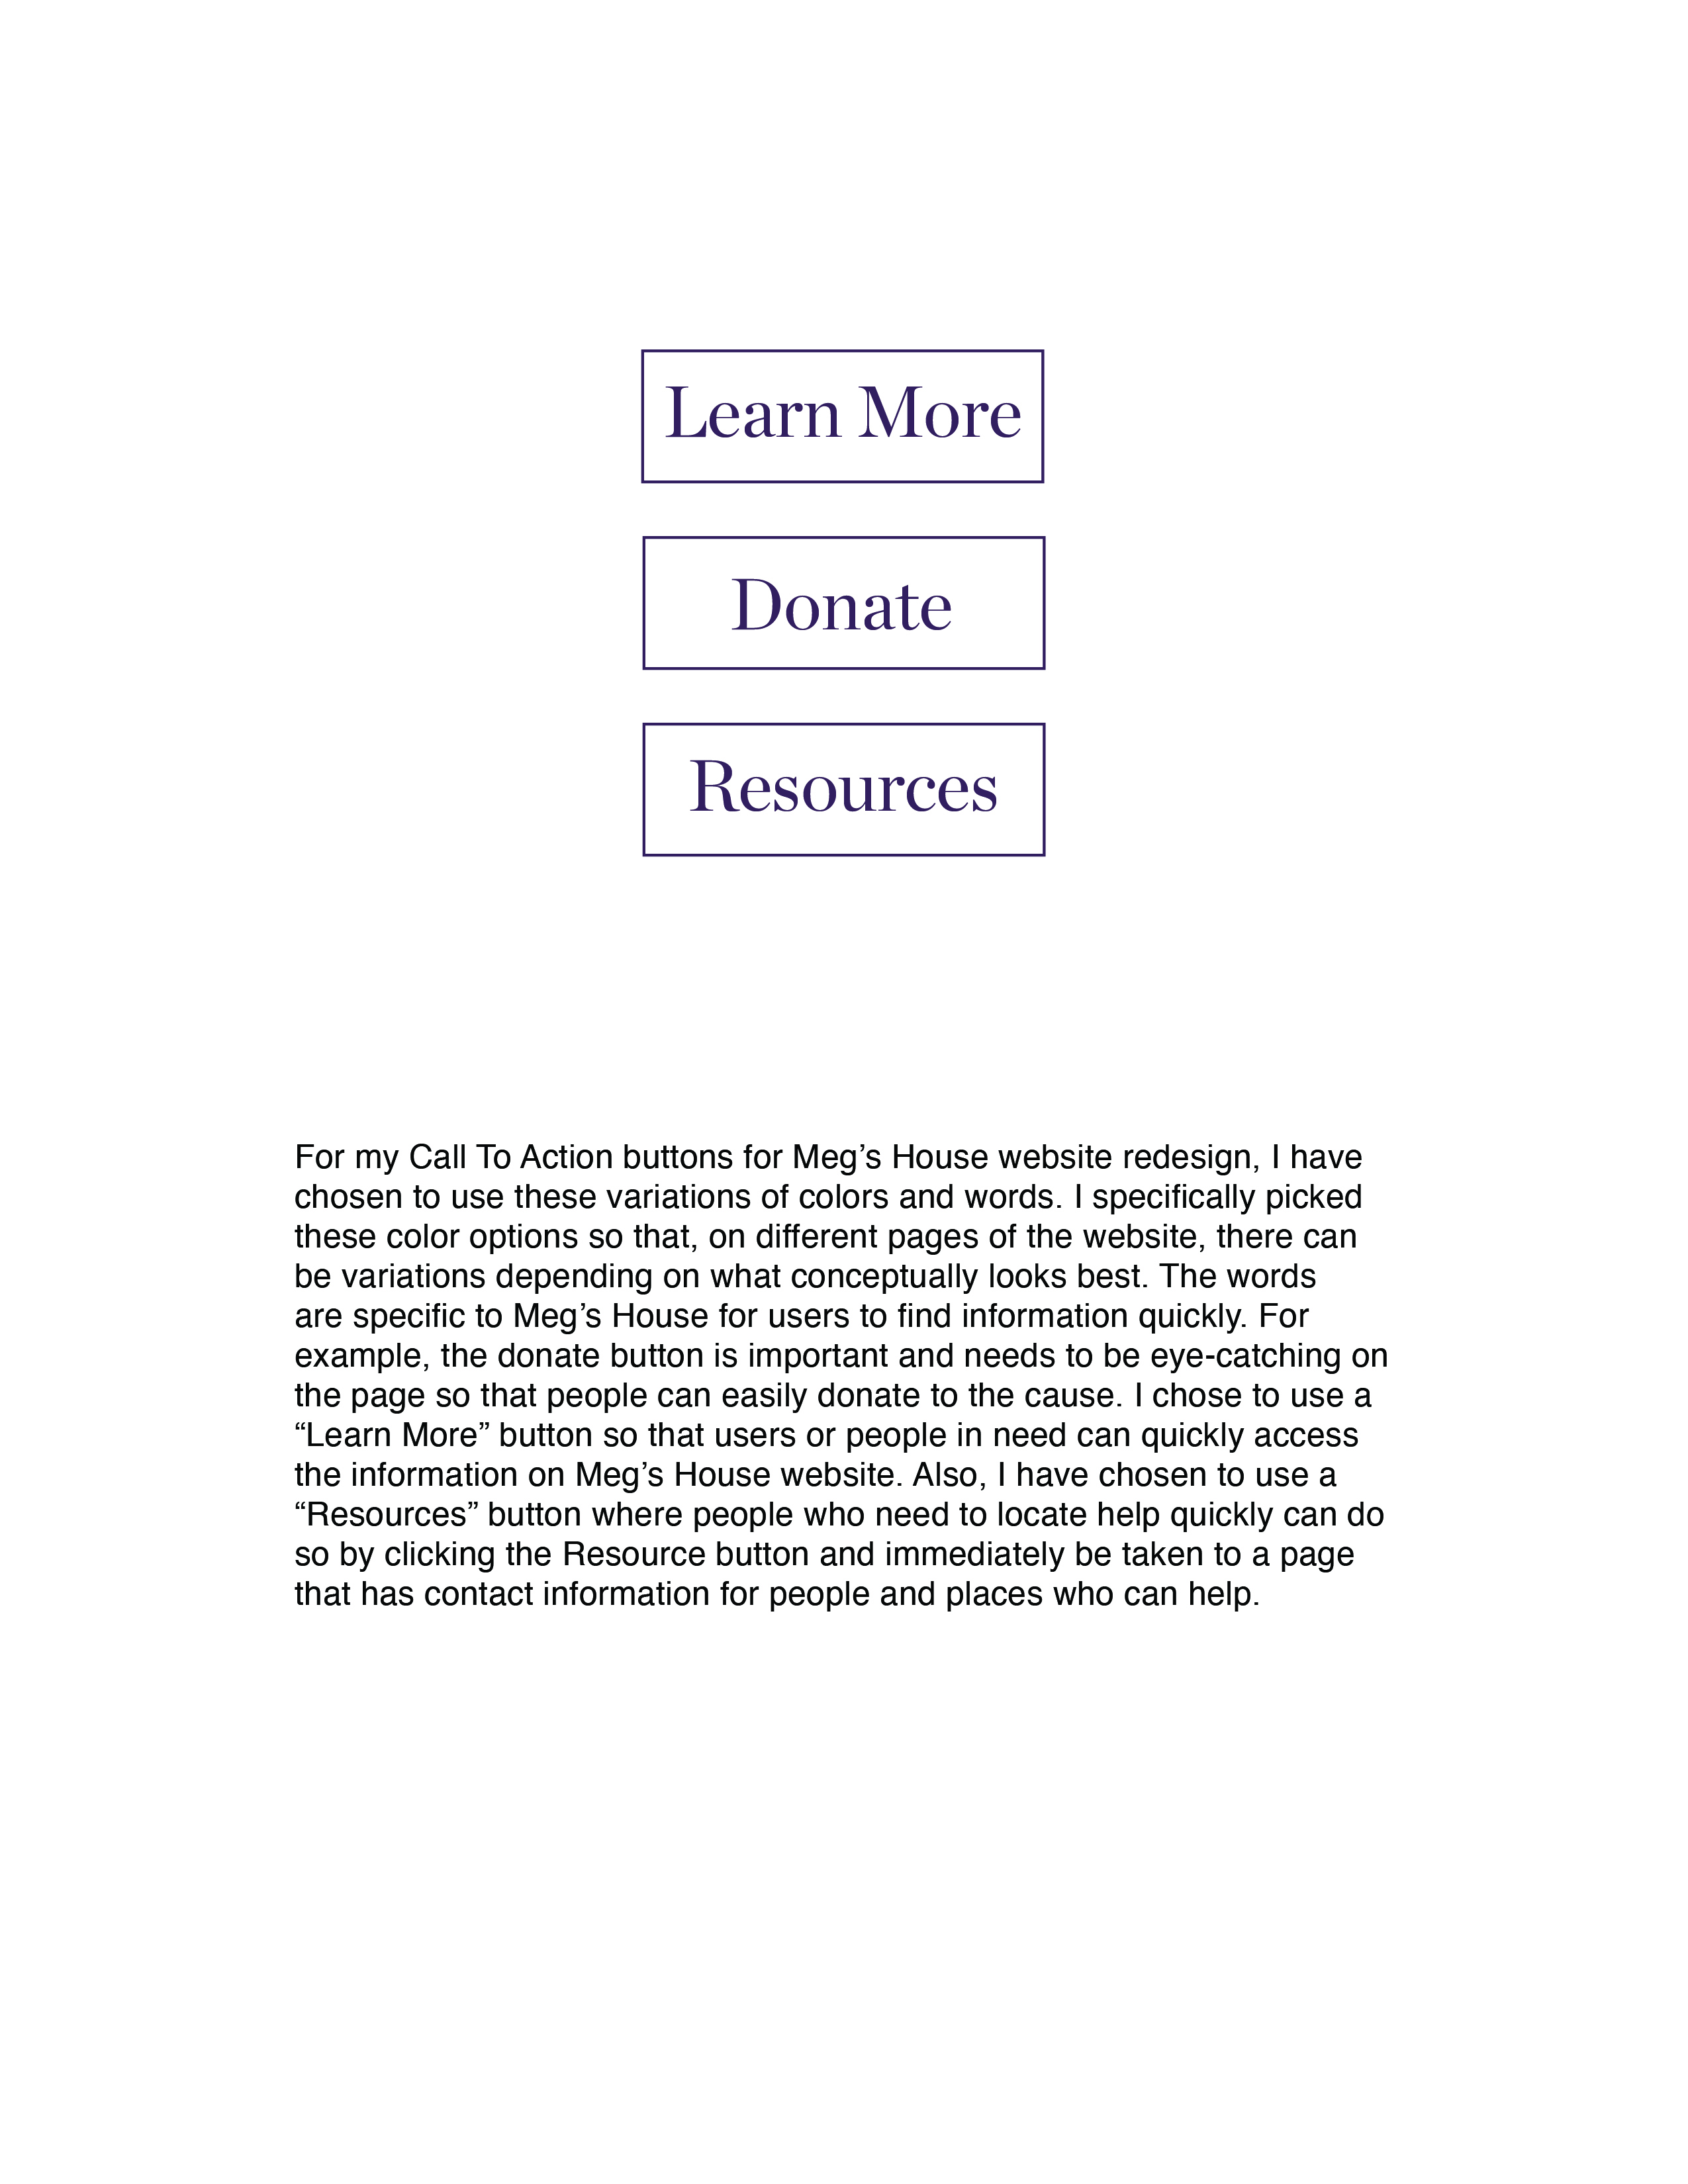 Learn More
Donate
Resources
For my Call To Action buttons for Meg’s House website redesign, I have
chosen to use these variations of colors and words. I specifically picked
these color options so that, on different pages of the website, there can
be variations depending on what conceptually looks best. The words
are specific to Meg’s House for users to find information quickly. For
example, the donate button is important and needs to be eye-catching on
the page so that people can easily donate to the cause. I chose to use a
“Learn More” button so that users or people in need can quickly access
the information on Meg’s House website. Also, I have chosen to use a
“Resources” button where people who need to locate help quickly can do
so by clicking the Resource button and immediately be taken to a page
that has contact information for people and places who can help.